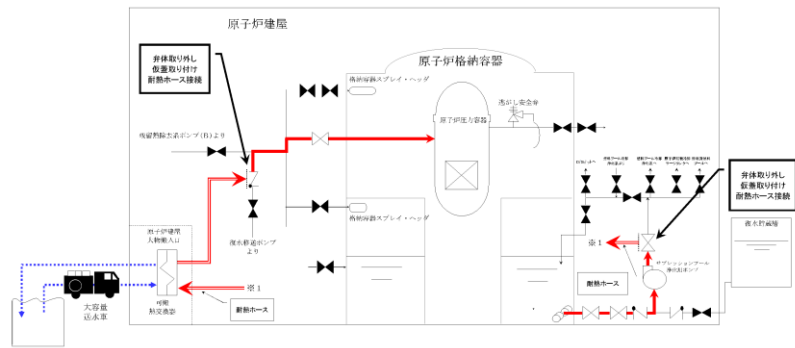 原子炉建屋
弁体取り外し
仮蓋取り付け
耐熱ホース接続
原子炉格納容器
格納容器スプレイ・ヘッダ
逃がし安全弁
原子炉圧力容器
残留熱除去系ポンプ(B)より
格納容器スプレイ・ヘッダ
復水移送ポンプ
より
原子炉建屋
大物搬入口
弁体取り外し
仮蓋取り付け
耐熱ホース接続
復水貯蔵槽
※1
サプレッションプール
浄化系ポンプ
耐熱ホース
※1
耐熱ホース
可搬
熱交換器
大容量
送水車